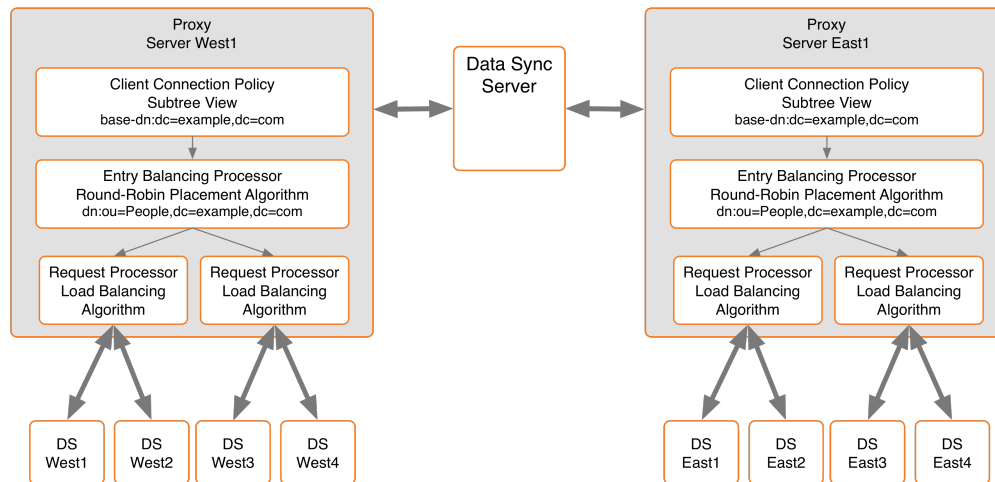 Proxy
Server West1
Client Connection Policy
Subtree View
base-dn:dc=example,dc=com
Entry Balancing Processor
Round-Robin Placement Algorithm
dn:ou=People,dc=example,dc=com
Request Processor
Load Balancing
Algorithm
Request Processor
Load Balancing
Algorithm
DS
West1
DS
West2
DS
West3
DS
West4
Data Sync
Server
Proxy
Server East1
Client Connection Policy
Subtree View
base-dn:dc=example,dc=com
Entry Balancing Processor
Round-Robin Placement Algorithm
dn:ou=People,dc=example,dc=com
Request Processor
Load Balancing
Algorithm
Request Processor
Load Balancing
Algorithm
DS
East1
DS
East2
DS
East3
DS
East4